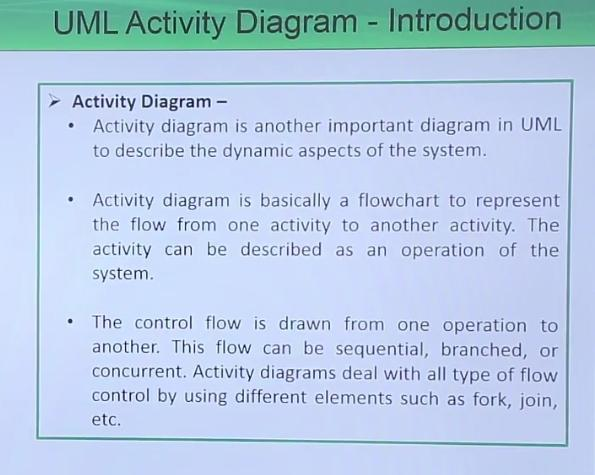 UML Activity Diagram - Introduction
➢ Activity Diagram –
• Activity diagram is another important diagram in UML
to describe the dynamic aspects of the system.
• Activity diagram is basically a flowchart to represent
the flow from one activity to another activity. The
activity can be described as an operation of the
system.
• The control flow is drawn from one operation to
another. This flow can be sequential, branched, or
concurrent. Activity diagrams deal with all type of flow
control by using different elements such as fork, join,
etc.